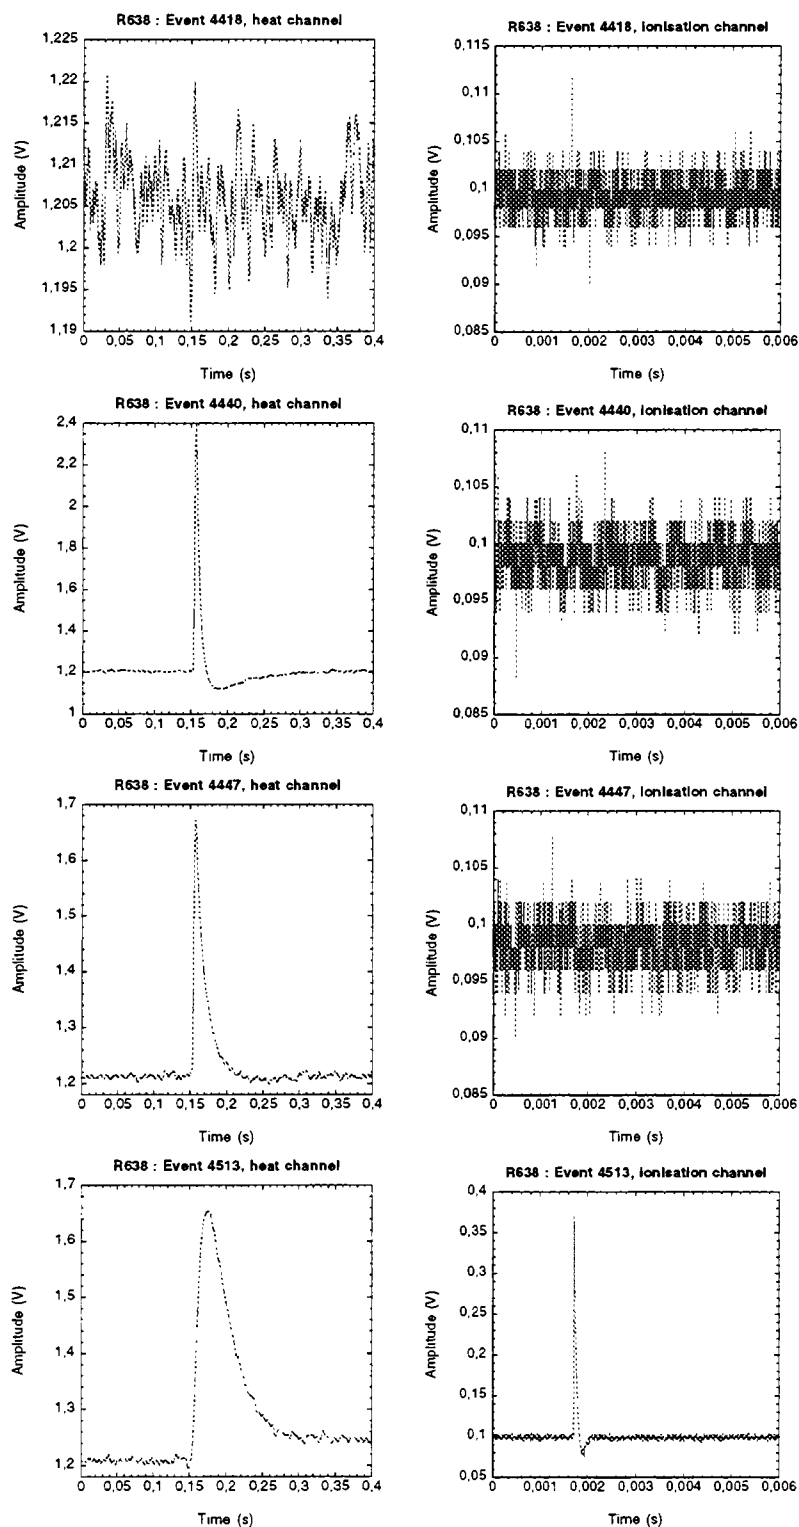 R638 : Event 4418, heat channel
1,225
1,22
1,215
1,21
1,205
1,2
1,195
1,19
Amplitude (V)
0 0,05 0,1 0,15 0,2 0,25 0,3 0,35 0,4
Time (s)
R638 : Event 4418, ionisation channel
0,115
0,11
0,105
0,1
0,095
0,09
0,085
Amplitude (V)
0 0,001 0,002 0,003 0,004 0,005 0,006
Time (s)
R638 : Event 4440, heat channel
2,4
2,2
2
1,8
1,6
1,4
1,2
1
Amplitude (V)
0 0,05 0,1 0,15 0,2 0,25 0,3 0,35 0,4
Time (s)
R638 : Event 4440, ionisation channel
0,11
0,105
0,1
0,095
0,09
0,085
Amplitude (V)
0 0,001 0,002 0,003 0,004 0,005 0,006
Time (s)
R638 : Event 4447, heat channel
1,7
1,6
1,5
1,4
1,3
1,2
Amplitude (V)
0 0,05 0,1 0,15 0,2 0,25 0,3 0,35 0,4
Time (s)
R638 : Event 4447, ionisation channel
0,11
0,105
0,1
0,095
0,09
0,085
Amplitude (V)
0 0,001 0,002 0,003 0,004 0,005 0,006
Time (s)
R638 : Event 4513, heat channel
1,7
1,6
1,5
1,4
1,3
1,2
Amplitude (V)
0 0,05 0,1 0,15 0,2 0,25 0,3 0,35 0,4
Time (s)
R638 : Event 4513, ionisation channel
0,4
0,35
0,3
0,25
0,2
0,15
0,1
0,05
Amplitude (V)
0 0,001 0,002 0,003 0,004 0,005 0,006
Time (s)